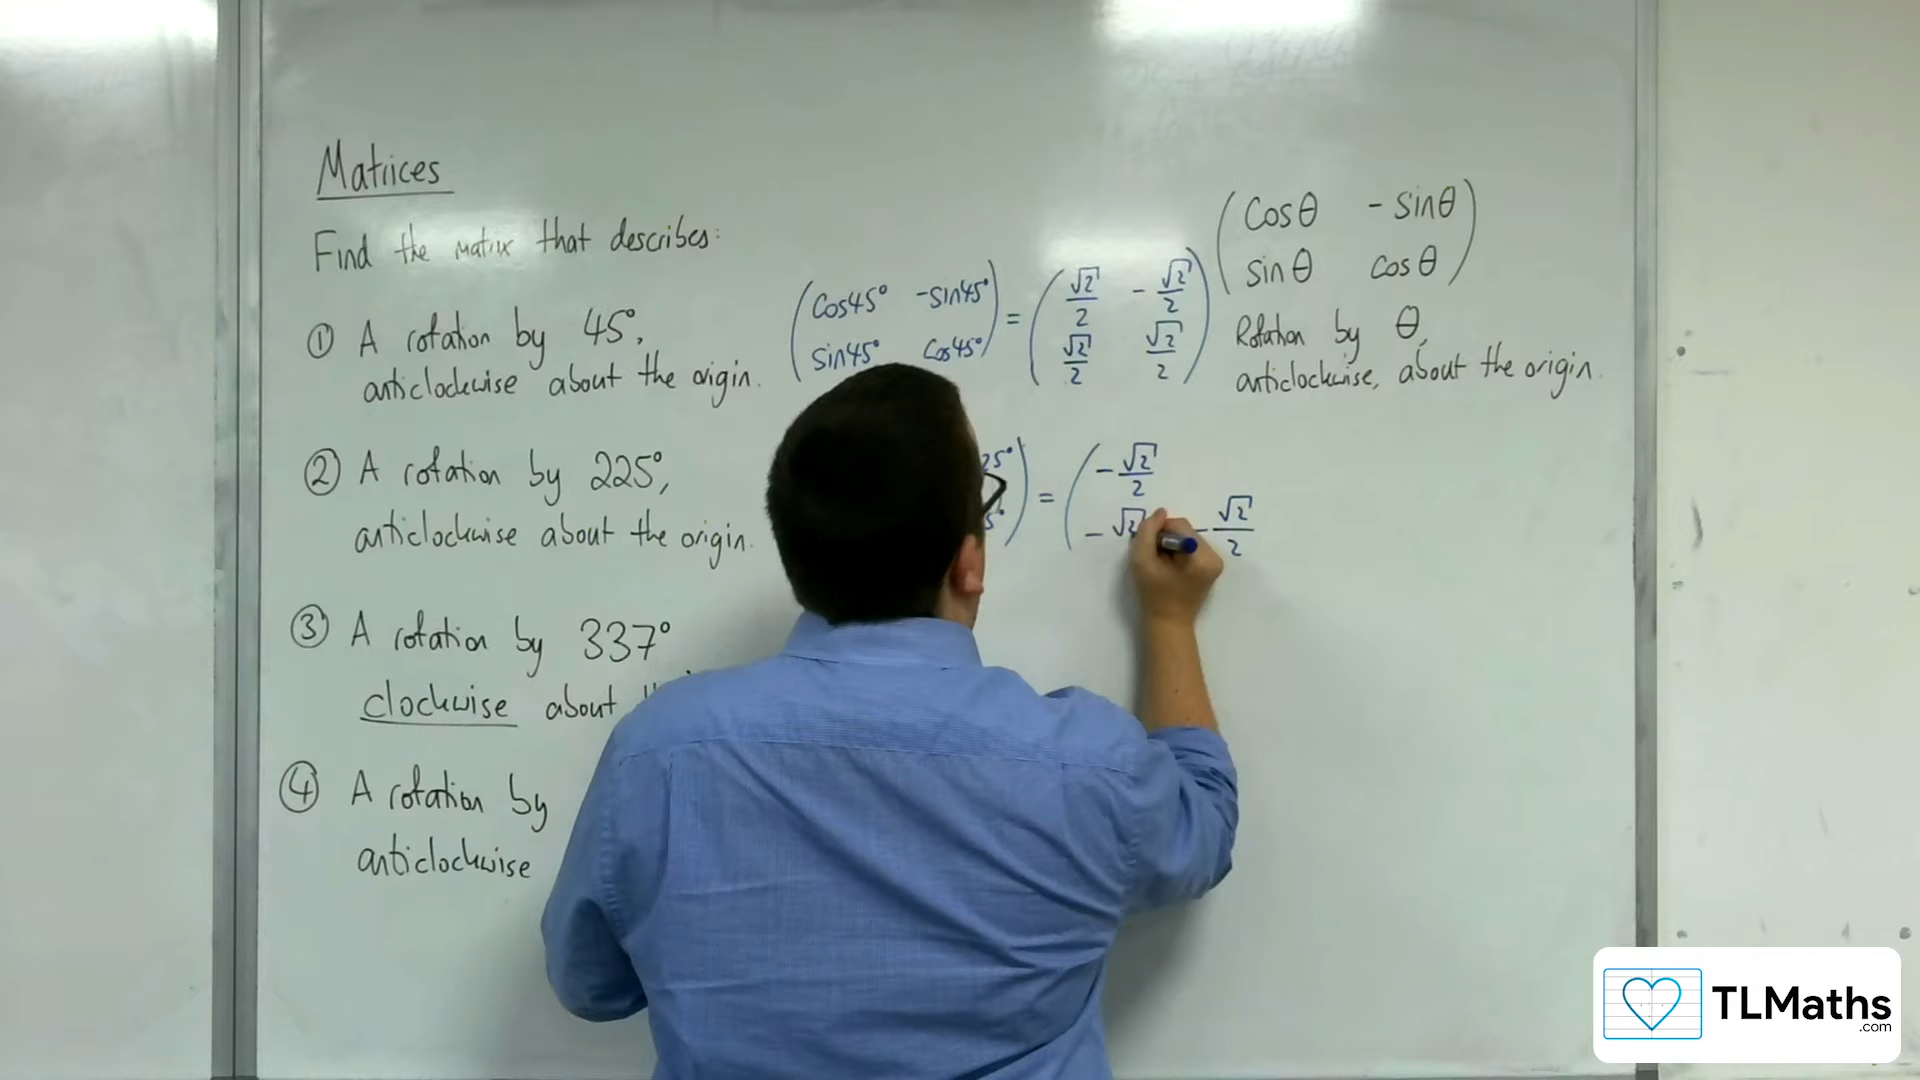 Matrices
Find the matrix that describes:
① A rotation by 45°,
anticlockwise about the origin.
(cos45° -sin45°
sin45° cos45°) = (√2/2 -√2/2
√2/2 √2/2)
(cosθ -sinθ
sinθ cosθ)
Rotation by θ,
anticlockwise, about the origin.
② A rotation by 225°,
anticlockwise about the origin.
25°
5°) = (-√2/2
-√2 -√2/2
③ A rotation by 337°
clockwise about
④ A rotation by
anticlockwise
TLMaths
.com